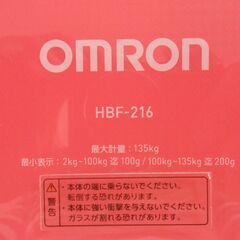 OMRON
HBF-216
最大計量：135kg
最小表示：2kg~100kg 迄 100g / 100kg~135kg 迄 200g
警告
・本体の端に乗らないでください。
転倒する恐れがあります。
・本体に強い衝撃を与えないでください。
ガラスが割れる恐れがあります。